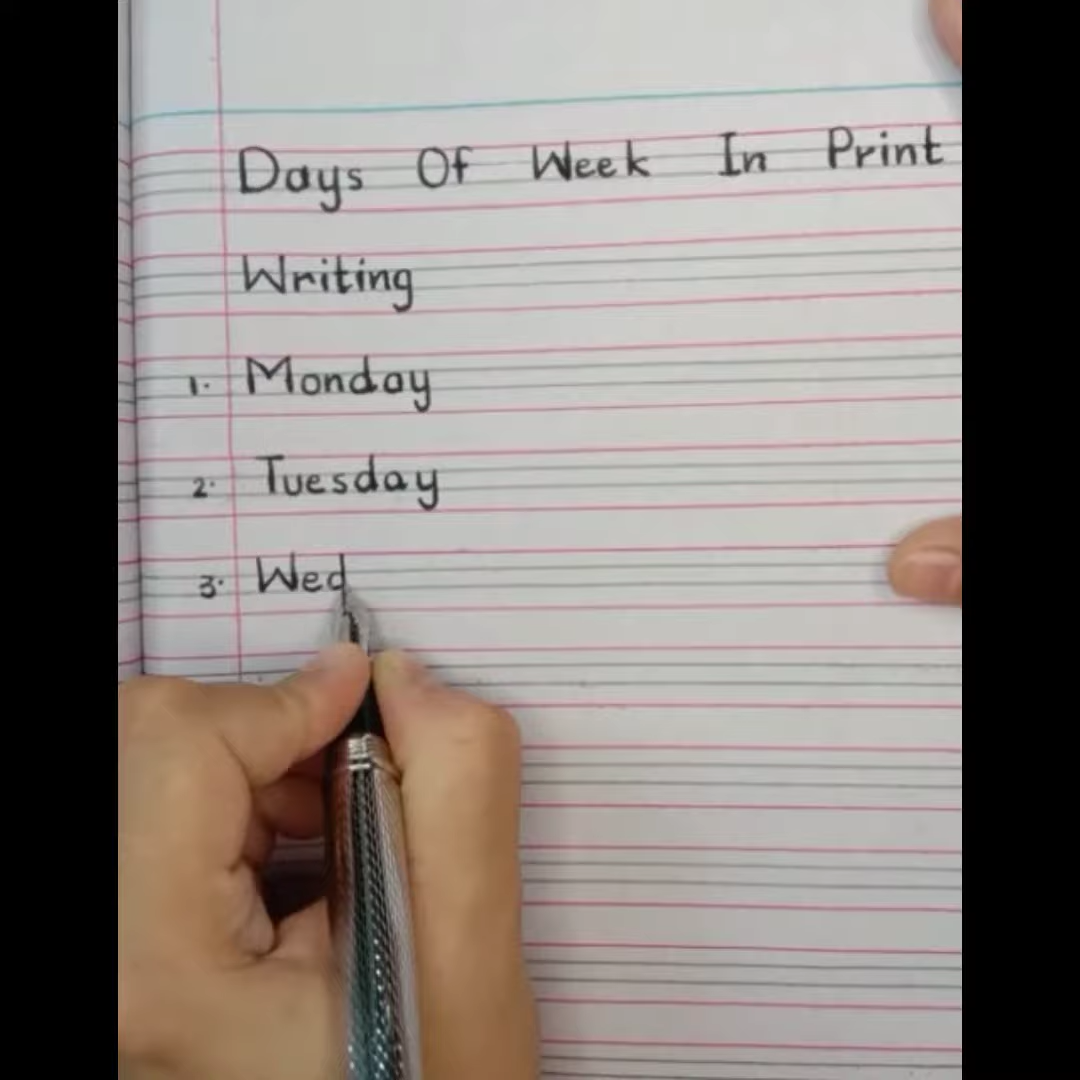 Days Of Week In Print
Writing
1. Monday
2. Tuesday
3. Wed